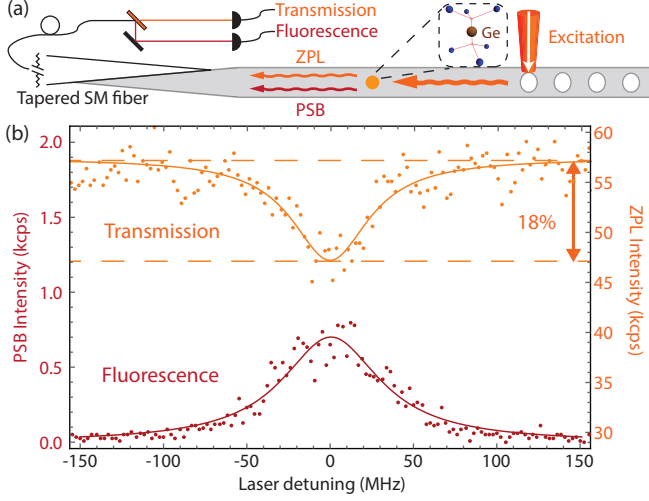 (a)
Transmission
Fluorescence
Ge
Excitation
ZPL
Tapered SM fiber
PSB
(b)
2.0
1.5
1.0
0.5
0.0
PSB Intensity (kcps)
60
55
50
45
40
35
30
ZPL Intensity (kcps)
Transmission
18%
Fluorescence
-150
-100
-50
0
50
100
150
Laser detuning (MHz)